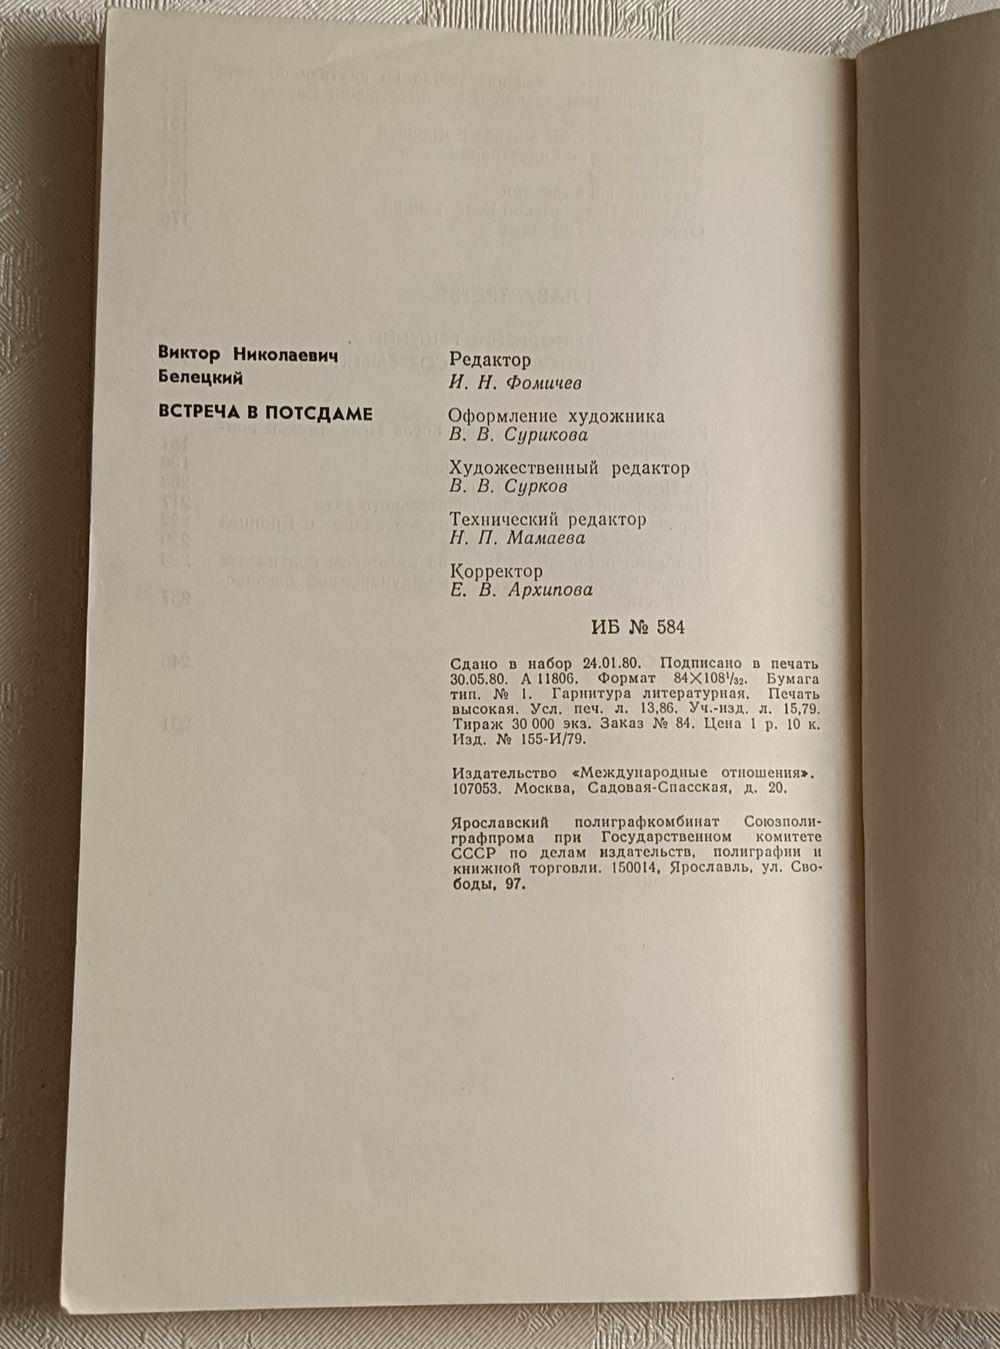 Виктор Николаевич
Белецкий
ВСТРЕЧА В ПОТСДАМЕ
Редактор
И. Н. Фомичев
Оформление художника
В. В. Сурикова
Художественный редактор
В. В. Сурков
Технический редактор
Н. П. Мамаева
Корректор
Е. В. Архипова
ИБ № 584
Сдано в набор 24.01.80. Подписано в печать
30.05.80. А 11806. Формат 84×108¹/₃₂. Бумага
тип. № 1. Гарнитура литературная. Печать
высокая. Усл. печ. л. 13,86. Уч.-изд. л. 15,79.
Тираж 30 000 экз. Заказ № 84. Цена 1 р. 10 к.
Изд. № 155-И/79.
Издательство «Международные отношения».
107053. Москва, Садовая-Спасская, д. 20.
Ярославский полиграфкомбинат Союзполи-
графпрома при Государственном комитете
СССР по делам издательств, полиграфии и
книжной торговли. 150014, Ярославль, ул. Сво-
боды, 97.